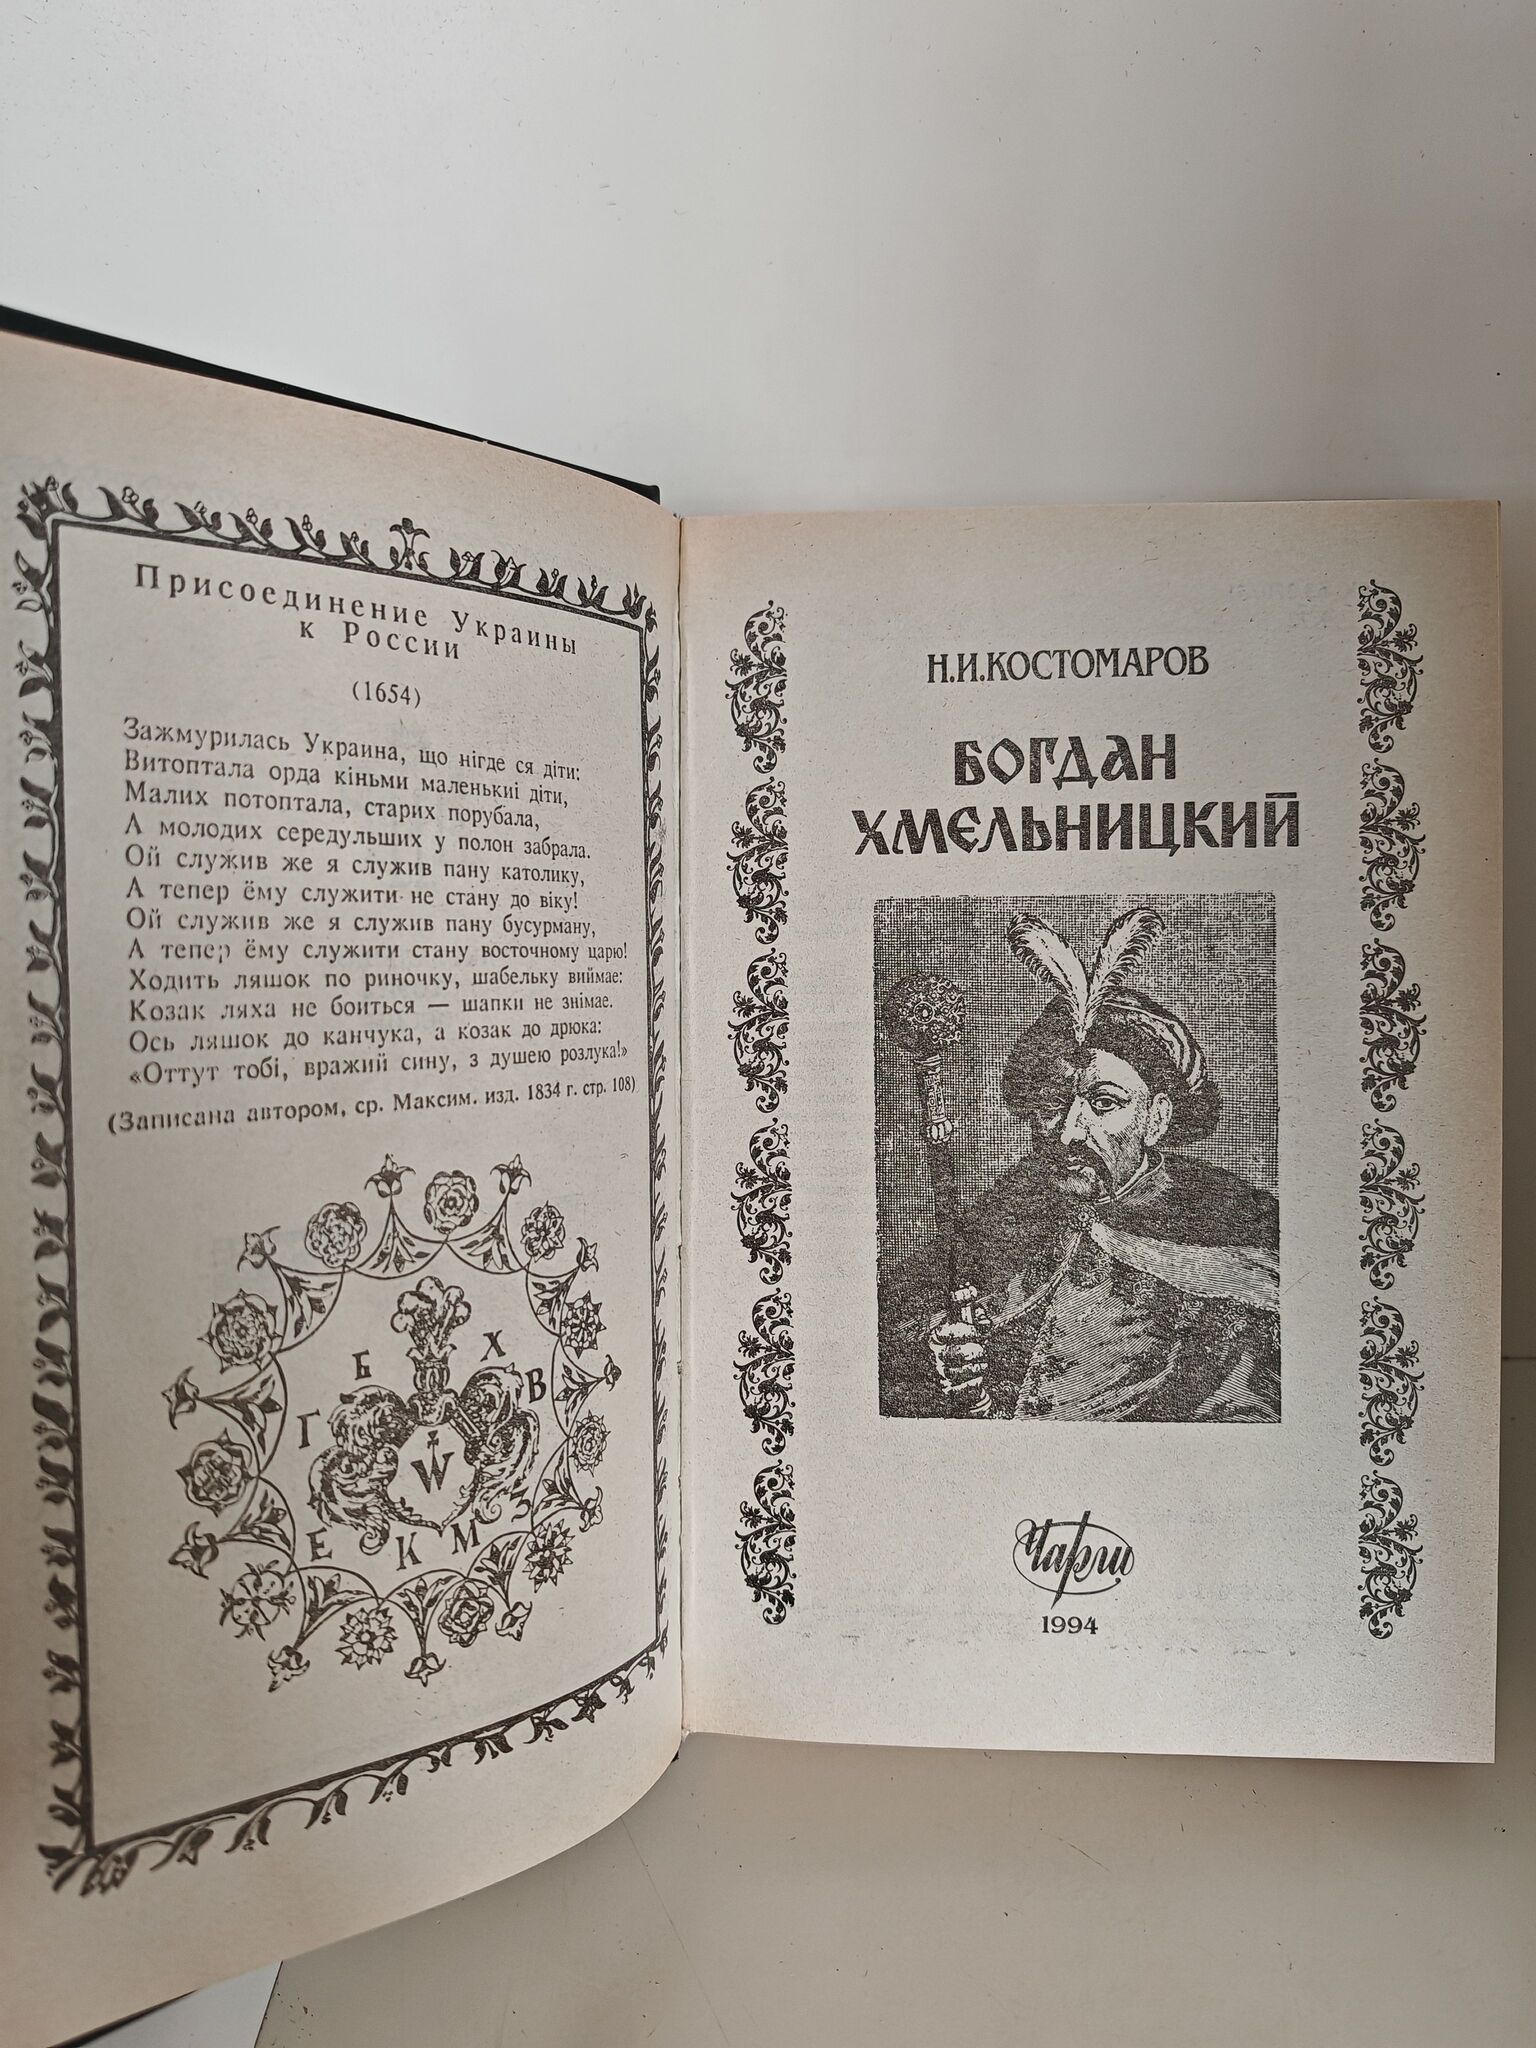 Присоединение Украины
к России
(1654)
Зажмурилась Украина, що нігде ся діти:
Витоптала орда кіньми маленькиі діти,
Малих потоптала, старих порубала,
А молодих середульших у полон забрала.
Ой служив же я служив пану католику,
А тепер ёму служити не стану до віку!
Ой служив же я служив пану бусурману,
А тепер ёму служити стану восточному царю!
Ходить ляшок по риночку, шабельку виймае:
Козак ляха не боиться — шапки не знімае.
Ось ляшок до канчука, а козак до дрюка:
«Оттут тобі, вражий сину, з душею розлука!»
(Записана автором, ср. Максим. изд. 1834 г. стр. 108)
Б Х
Г В
W
Е К М З
Н.И.КОСТОМАРОВ
БОГДАН
ХМЕЛЬНИЦКИЙ
Чарли
1994